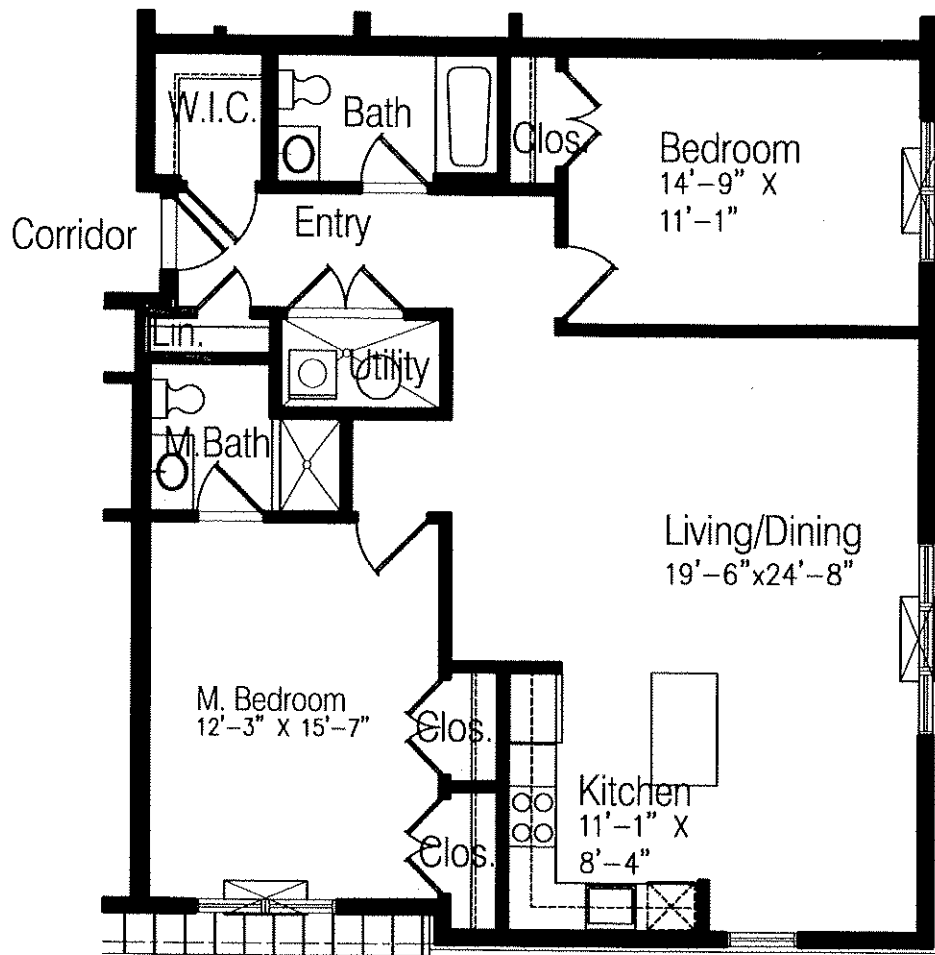 W.I.C.
Bath
Clos.
Bedroom
14'-9" X
11'-1"
Corridor
Entry
Lin.
Utility
M.Bath
Living/Dining
19'-6"x24'-8"
M. Bedroom
12'-3" X 15'-7"
Clos.
Kitchen
11'-1" X
8'-4"
Clos.